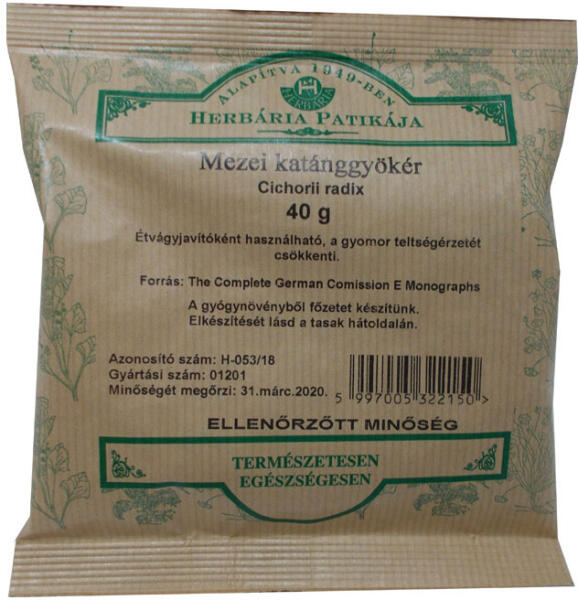 ALAPÍTVA 1949-BEN
HERBÁRIA
HERBÁRIA PATIKÁJA
Mezei katánggyökér
Cichorii radix
40 g
Étvágyjavítóként használható, a gyomor teltségérzetét
csökkenti.
Forrás: The Complete German Comission E Monographs
A gyógynövényből főzetet készítünk.
Elkészítését lásd a tasak hátoldalán.
Azonosító szám: H-053/18
Gyártási szám: 01201
Minőségét megőrzi: 31.márc.2020.
5 997005 322150 >
ELLENŐRZŐTT MINŐSÉG
TERMÉSZETESEN
EGÉSZSÉGESEN